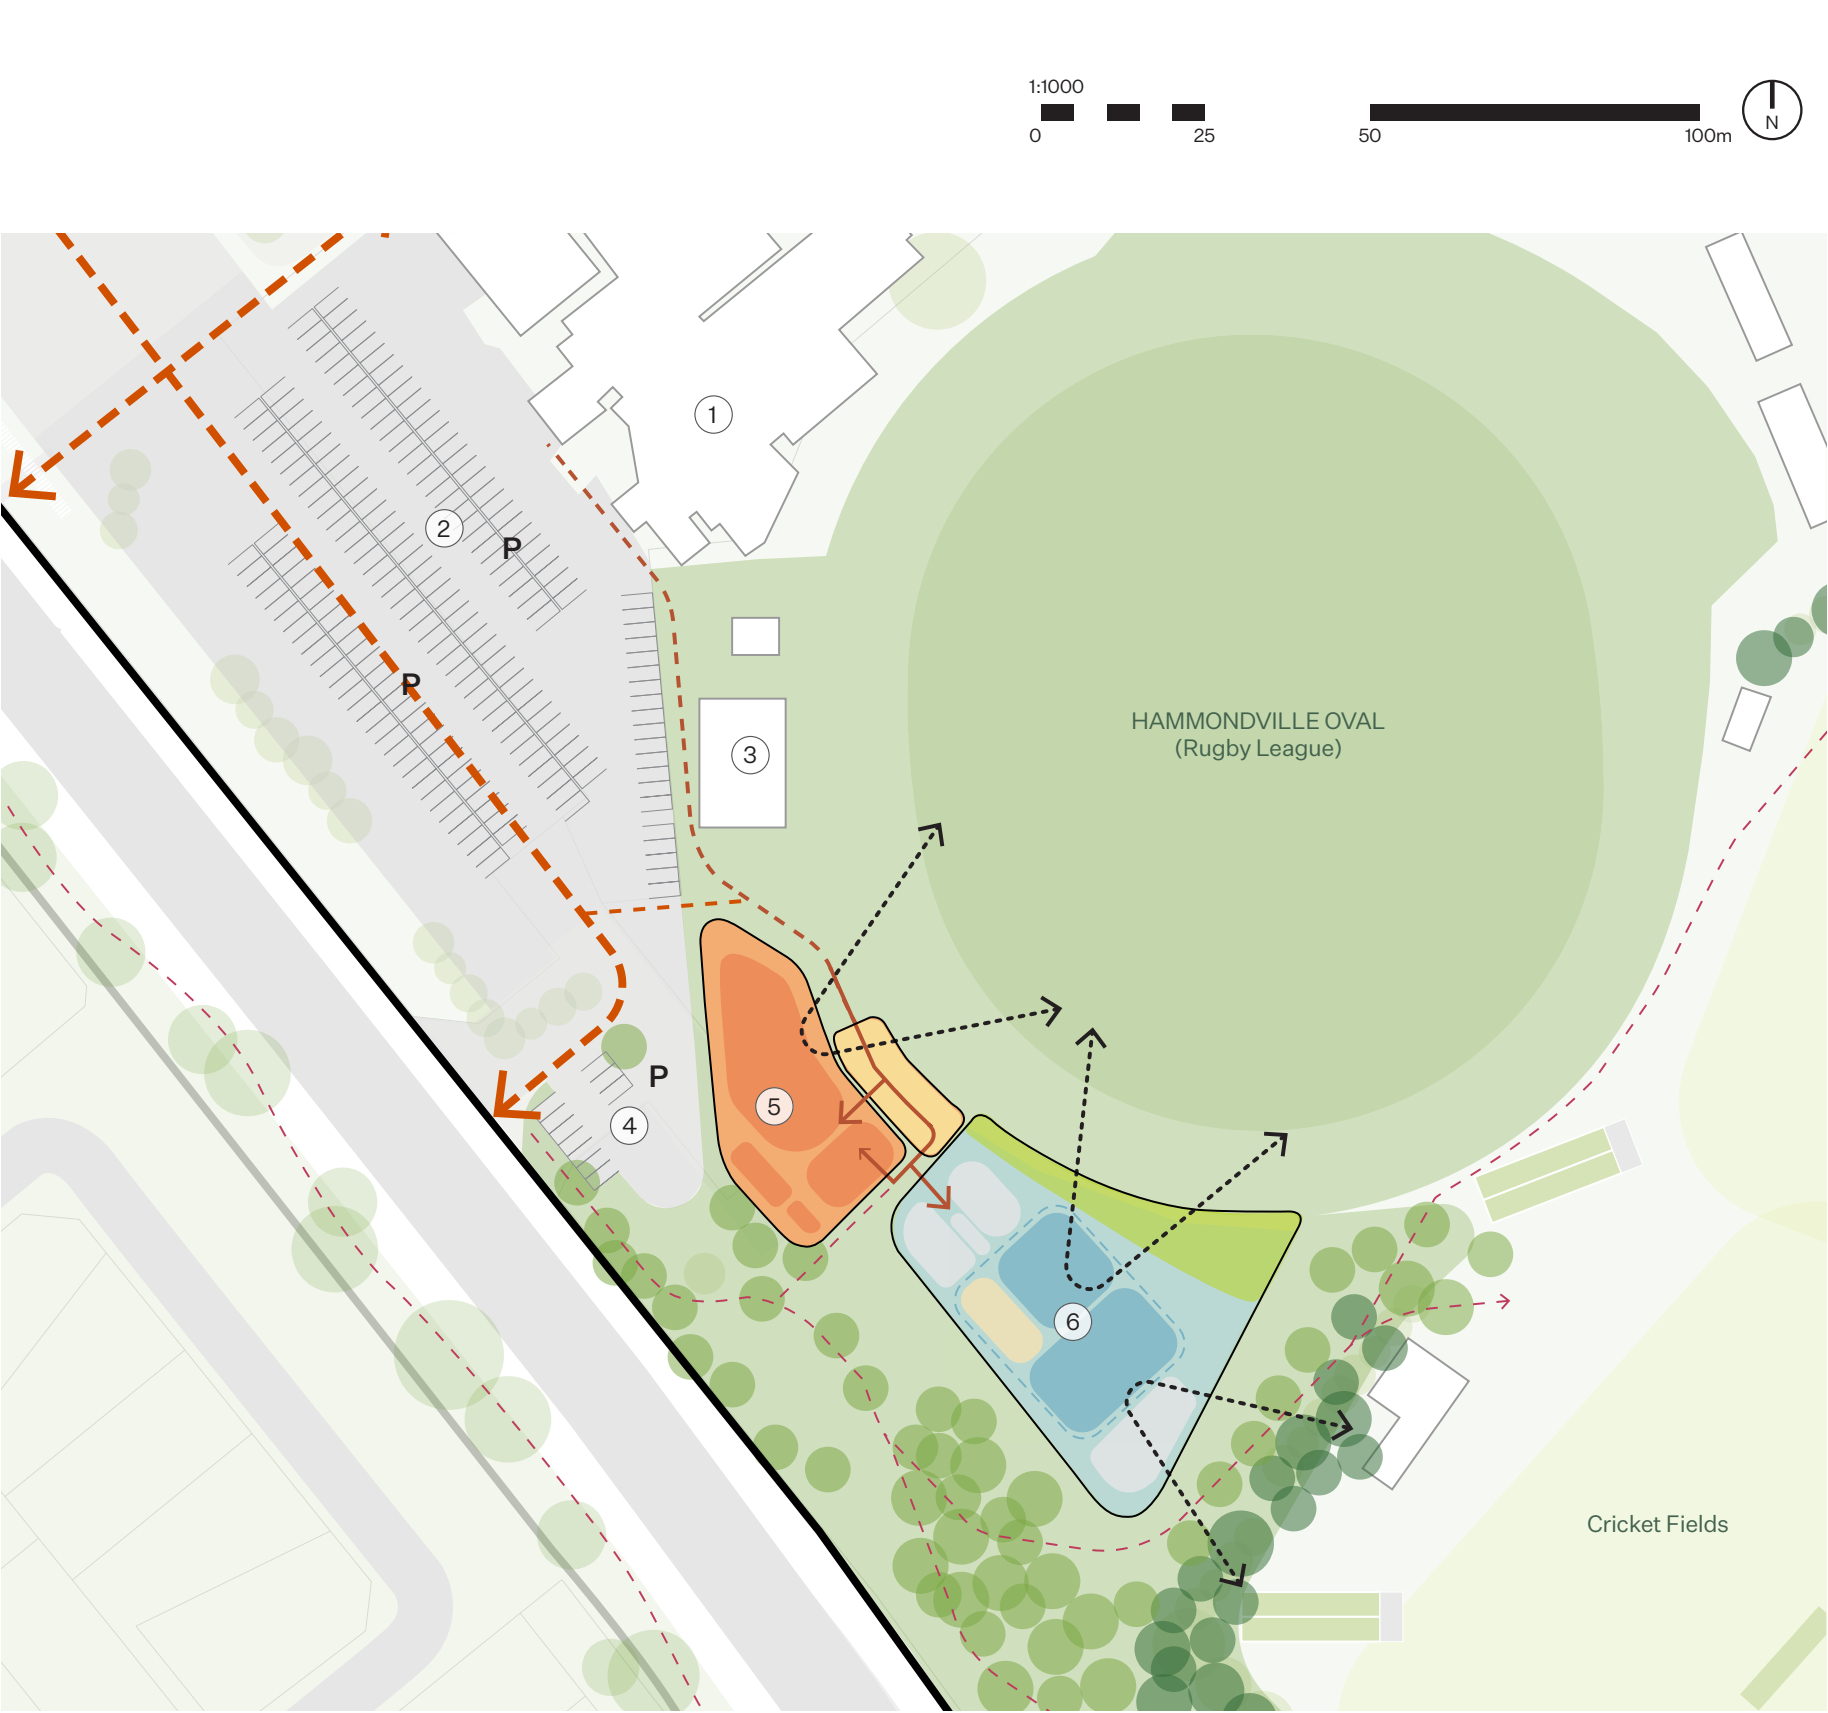 1:1000
0 25 50 100m
N
1
2
P
P
3
HAMMONDVILLE OVAL
(Rugby League)
P
5
4
6
Cricket Fields